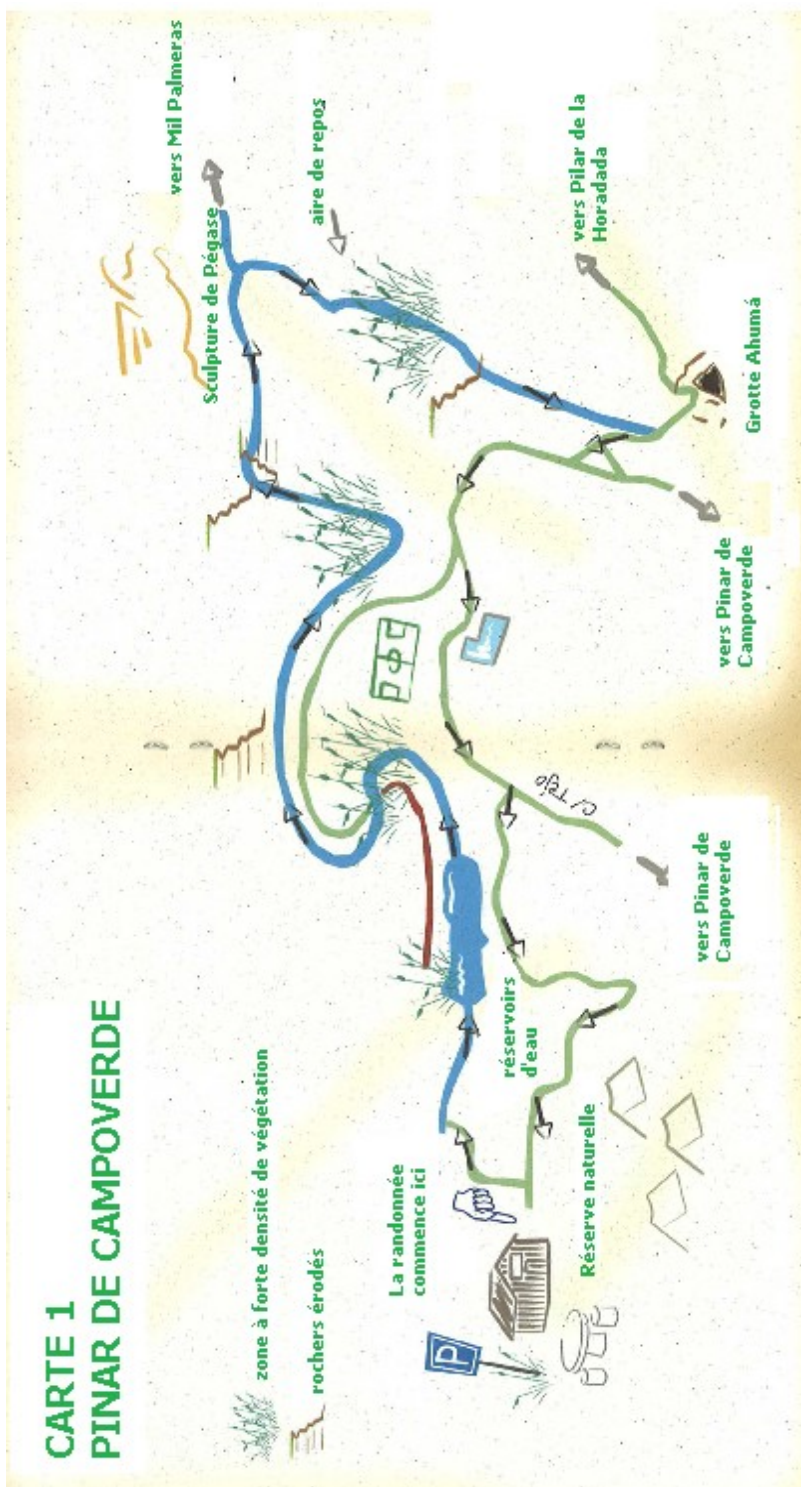 CARTE 1
PINAR DE CAMPOVERDE
zone à forte densité de végétation
rochers érodés
La randonnée
commence ici
P
Réserve naturelle
réservoirs
d'eau
C/ Tejo
vers Pinar de
Campoverde
vers Pinar de
Campoverde
Grotte Ahumá
vers Pilar de la
Horadada
aire de repos
Sculpture de Pégase
vers Mil Palmeras